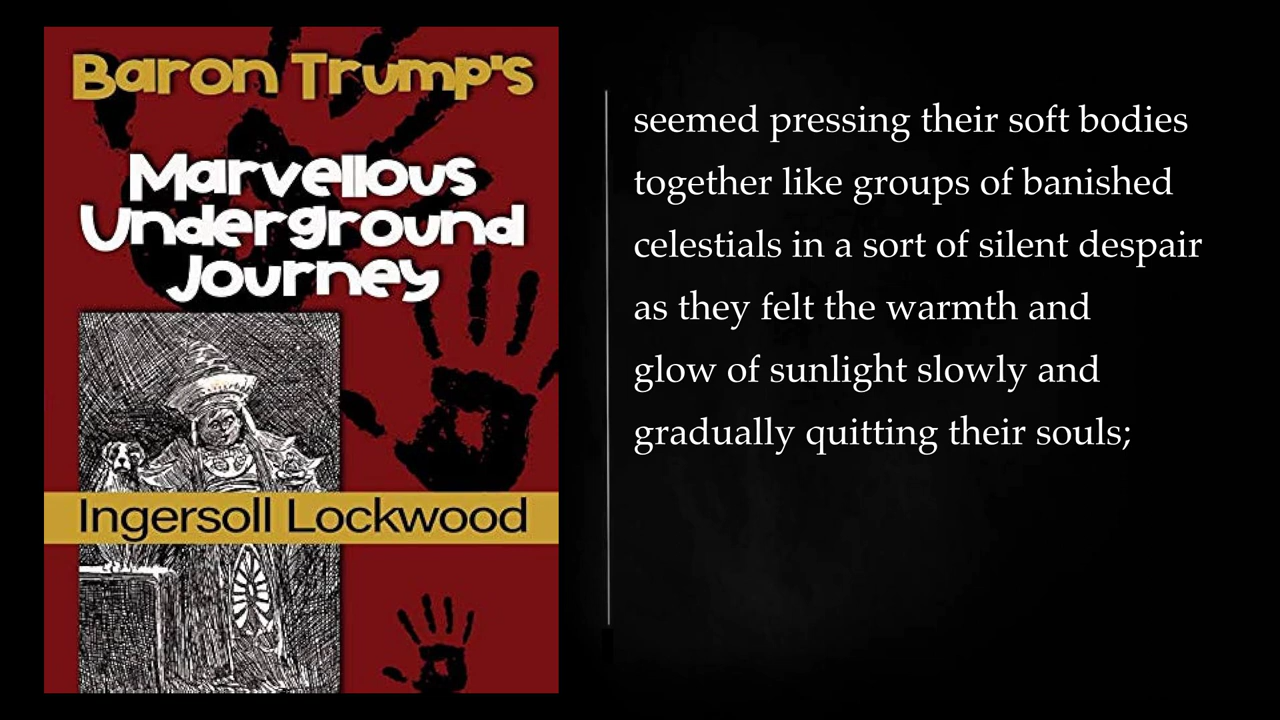 Baron Trump's
Marvellous
Underground
Journey
Ingersoll Lockwood
seemed pressing their soft bodies
together like groups of banished
celestials in a sort of silent despair
as they felt the warmth and
glow of sunlight slowly and
gradually quitting their souls;